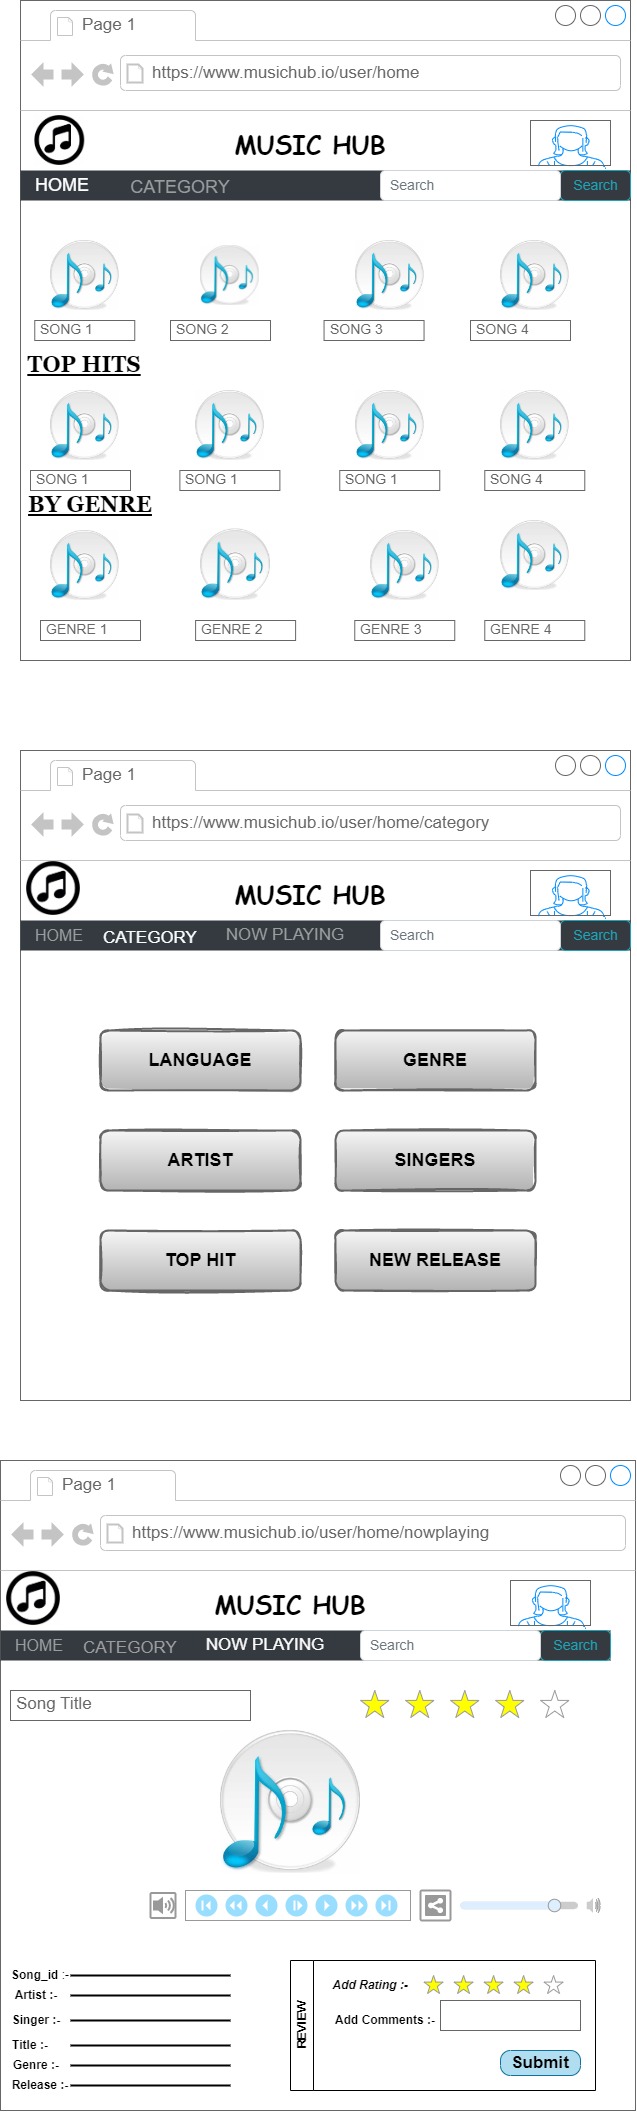 Page 1
https://www.musichub.io/user/home
MUSIC HUB
HOME CATEGORY Search Search
SONG 1 SONG 2 SONG 3 SONG 4
TOP HITS
SONG 1 SONG 1 SONG 1 SONG 4
BY GENRE
GENRE 1 GENRE 2 GENRE 3 GENRE 4
Page 1
https://www.musichub.io/user/home/category
MUSIC HUB
HOME CATEGORY NOW PLAYING Search Search
LANGUAGE GENRE
ARTIST SINGERS
TOP HIT NEW RELEASE
Page 1
https://www.musichub.io/user/home/nowplaying
MUSIC HUB
HOME CATEGORY NOW PLAYING Search Search
Song Title
Song_id :-
Artist :-
Singer :-
Title :-
Genre :-
Release :-
REVIEW
Add Rating :-
Add Comments :-
Submit